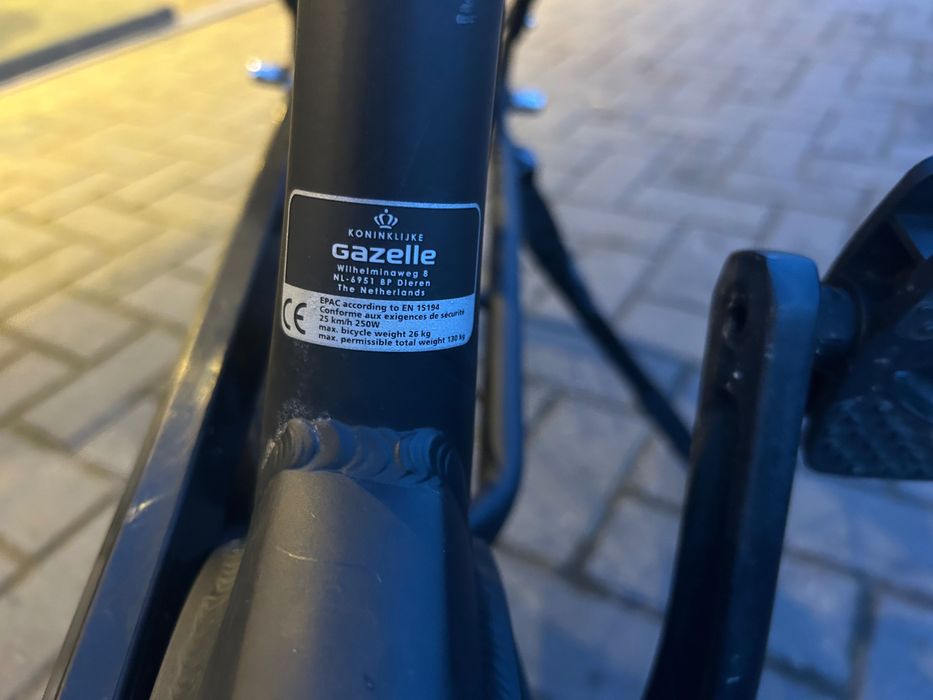 KONINKLIJKE
Gazelle
Wilhelminaweg 8
NL-6951 BP Dieren
The Netherlands
CE
EPAC according to EN 15194
Conforme aux exigences de sécurité
25 km/h 250W
max. bicycle weight 26 kg
max. permissible total weight 130 kg